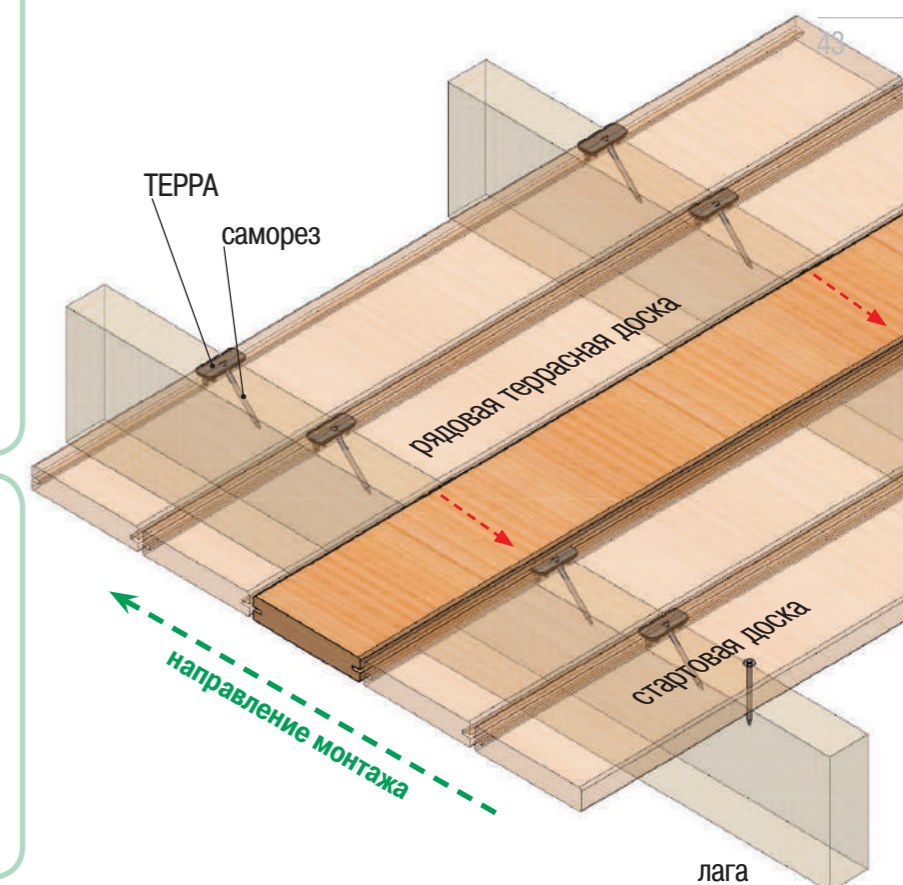 43
ТЕРРА
саморез
рядовая террасная доска
стартовая доска
направление монтажа
лага